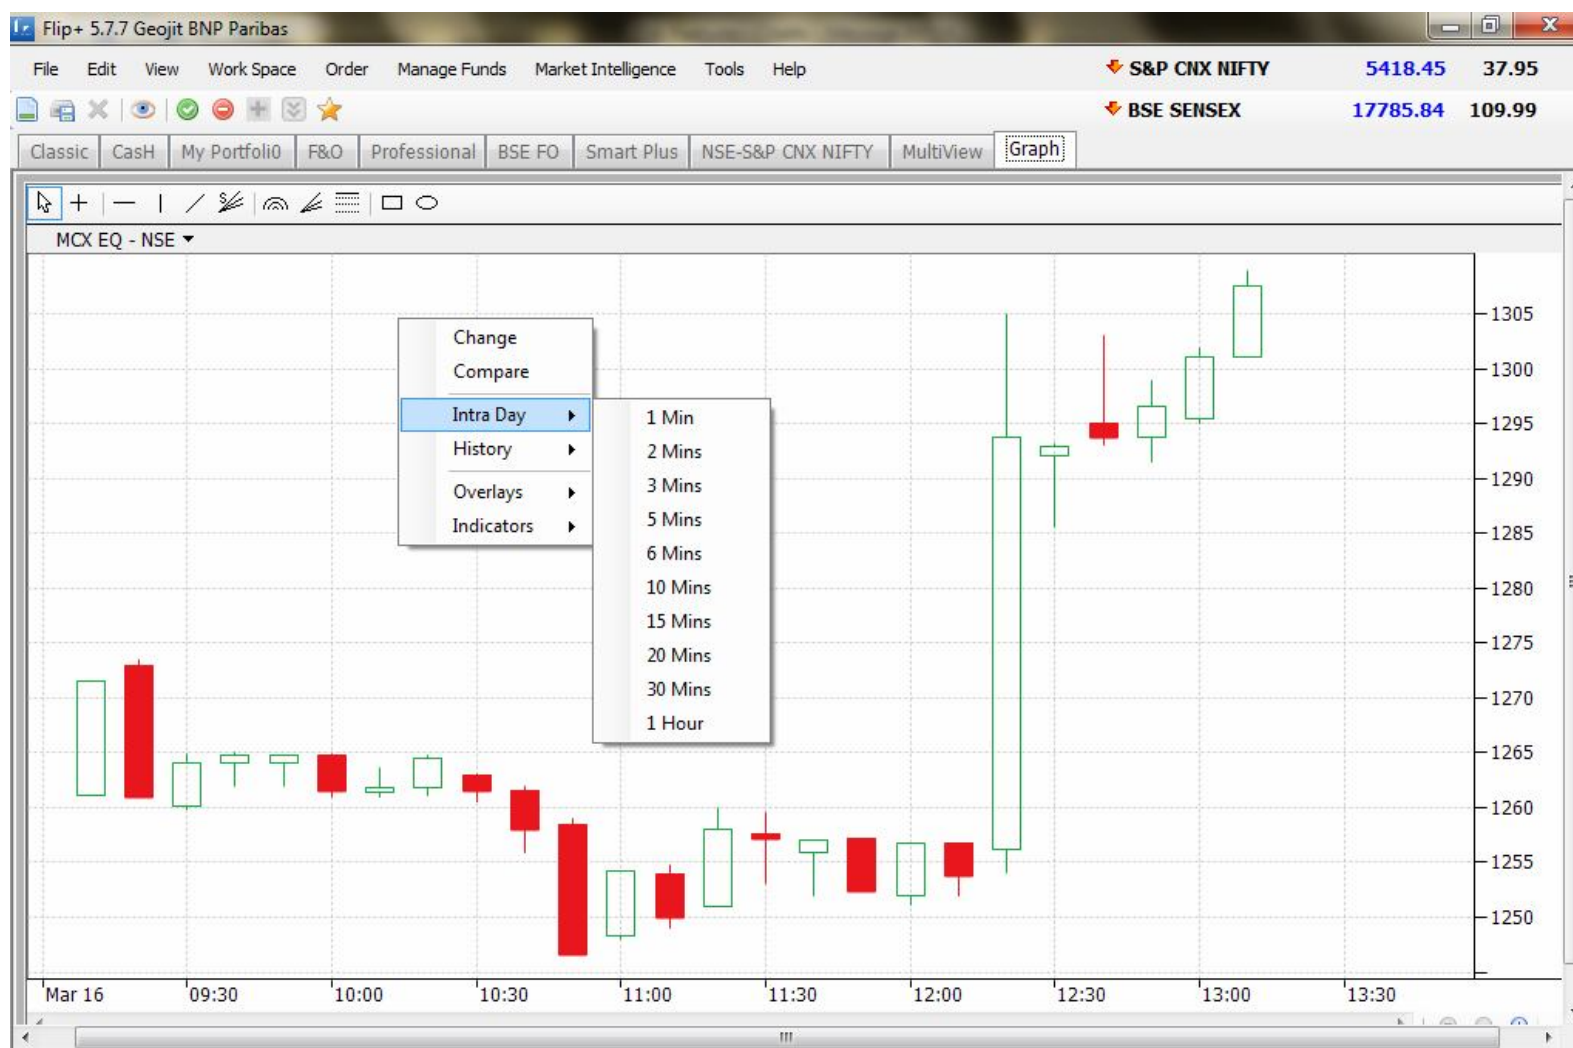 Flip+ 5.7.7 Geojit BNP Paribas
File Edit View Work Space Order Manage Funds Market Intelligence Tools Help
S&P CNX NIFTY 5418.45 37.95
BSE SENSEX 17785.84 109.99
Classic CasH My Portfoli0 F&O Professional BSE FO Smart Plus NSE-S&P CNX NIFTY MultiView Graph
MCX EQ - NSE
Change
Compare
Intra Day
History
Overlays
Indicators
1 Min
2 Mins
3 Mins
5 Mins
6 Mins
10 Mins
15 Mins
20 Mins
30 Mins
1 Hour
1305
1300
1295
1290
1285
1280
1275
1270
1265
1260
1255
1250
Mar 16 09:30 10:00 10:30 11:00 11:30 12:00 12:30 13:00 13:30